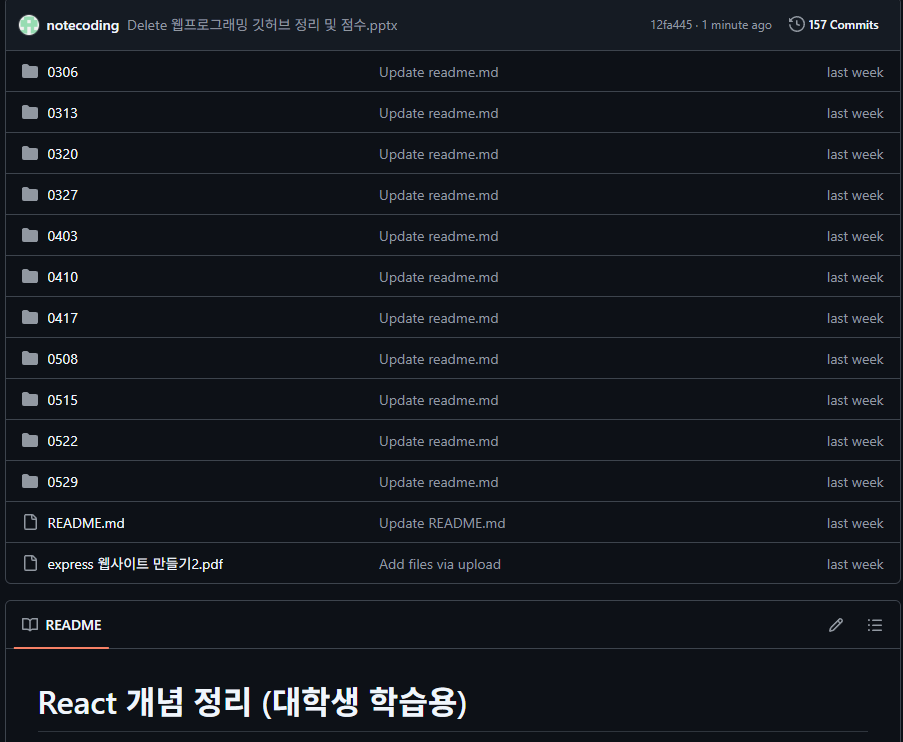 notecoding Delete 웹프로그래밍 깃허브 정리 및 점수.pptx 12fa445 · 1 minute ago 157 Commits
0306 Update readme.md last week
0313 Update readme.md last week
0320 Update readme.md last week
0327 Update readme.md last week
0403 Update readme.md last week
0410 Update readme.md last week
0417 Update readme.md last week
0508 Update readme.md last week
0515 Update readme.md last week
0522 Update readme.md last week
0529 Update readme.md last week
README.md Update README.md last week
express 웹사이트 만들기2.pdf Add files via upload last week
README
React 개념 정리 (대학생 학습용)